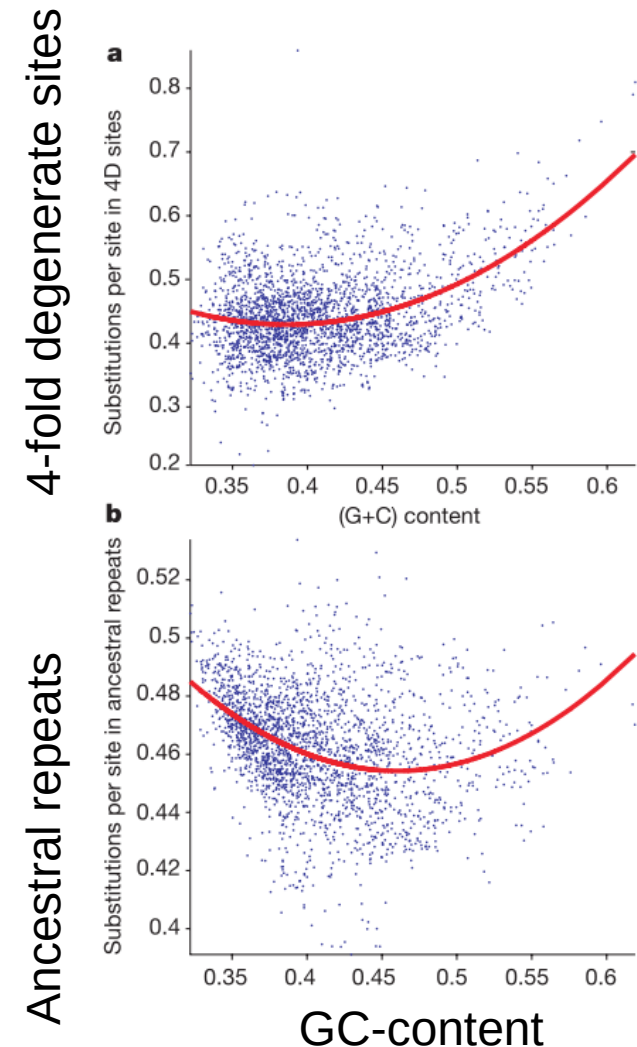 4-fold degenerate sites
a
Substitutions per site in 4D sites
0.8
0.7
0.6
0.5
0.4
0.3
0.2
0.35 0.4 0.45 0.5 0.55 0.6
(G+C) content
Ancestral repeats
b
Substitutions per site in ancestral repeats
0.52
0.5
0.48
0.46
0.44
0.42
0.4
0.35 0.4 0.45 0.5 0.55 0.6
GC-content